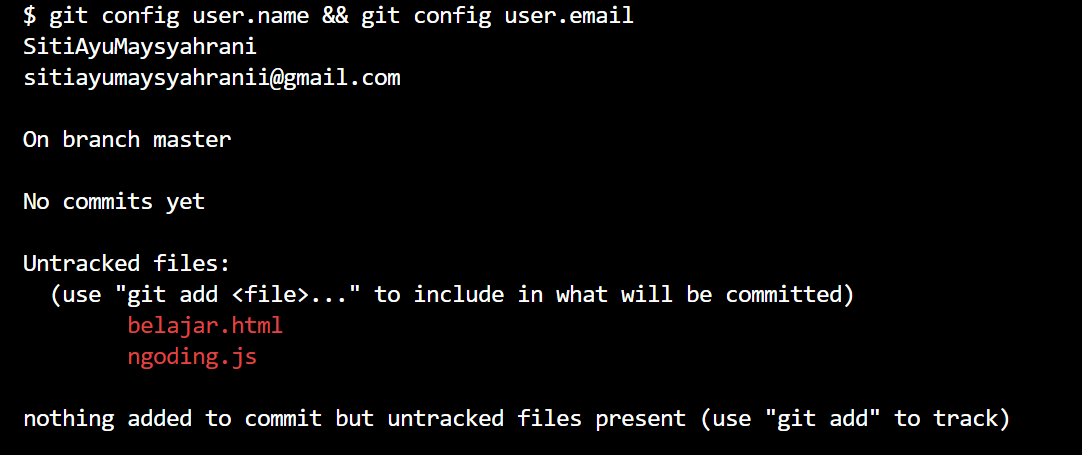 $ git config user.name && git config user.email
SitiAyuMaysyahrani
sitiayumaysyahranii@gmail.com
On branch master
No commits yet
Untracked files:
(use "git add <file>..." to include in what will be committed)
belajar.html
ngoding.js
nothing added to commit but untracked files present (use "git add" to track)